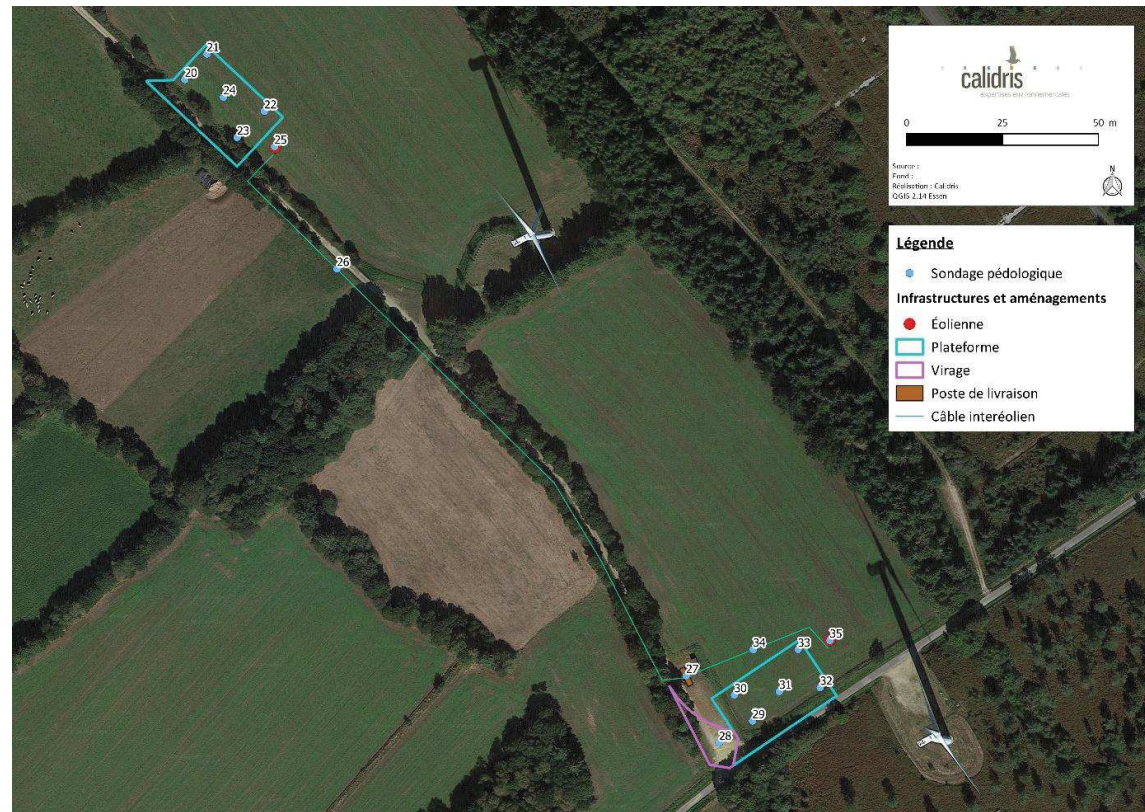 calidris
expertises environnementales
0 25 50 m
Source :
Fond :
Réalisation : Calidris
QGIS 2.14 Essen
N
Légende
Sondage pédologique
Infrastructures et aménagements
Éolienne
Plateforme
Virage
Poste de livraison
Câble interéolien
21
20
24
22
23
25
26
27
34
33
35
30
31
32
29
28